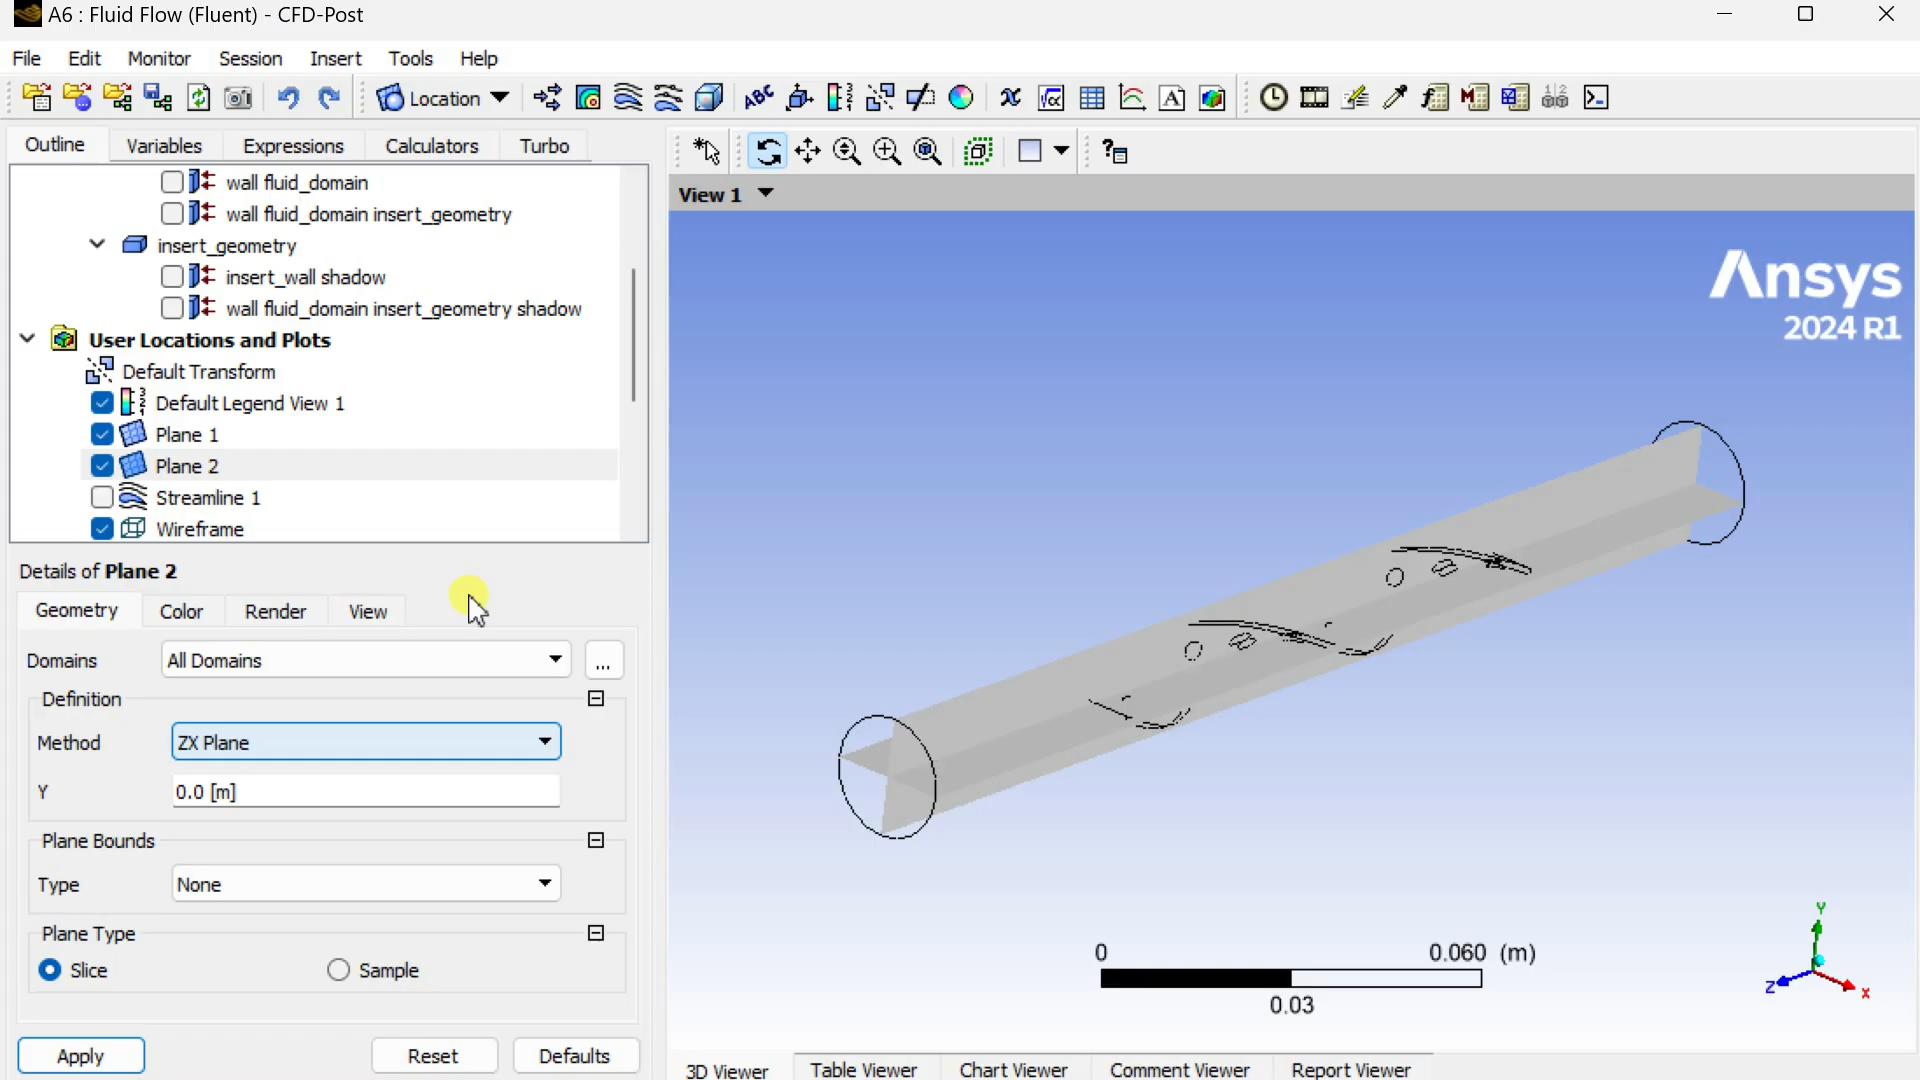 A6 : Fluid Flow (Fluent) - CFD-Post
File Edit Monitor Session Insert Tools Help
Location
Outline Variables Expressions Calculators Turbo
wall fluid_domain
wall fluid_domain insert_geometry
insert_geometry
insert_wall shadow
wall fluid_domain insert_geometry shadow
User Locations and Plots
Default Transform
Default Legend View 1
Plane 1
Plane 2
Streamline 1
Wireframe
Details of Plane 2
Geometry Color Render View
Domains All Domains ...
Definition
Method ZX Plane
Y 0.0 [m]
Plane Bounds
Type None
Plane Type
Slice Sample
Apply Reset Defaults
View 1
Ansys
2024 R1
0 0.060 (m)
0.03
Y
Z
X
3D Viewer Table Viewer Chart Viewer Comment Viewer Report Viewer